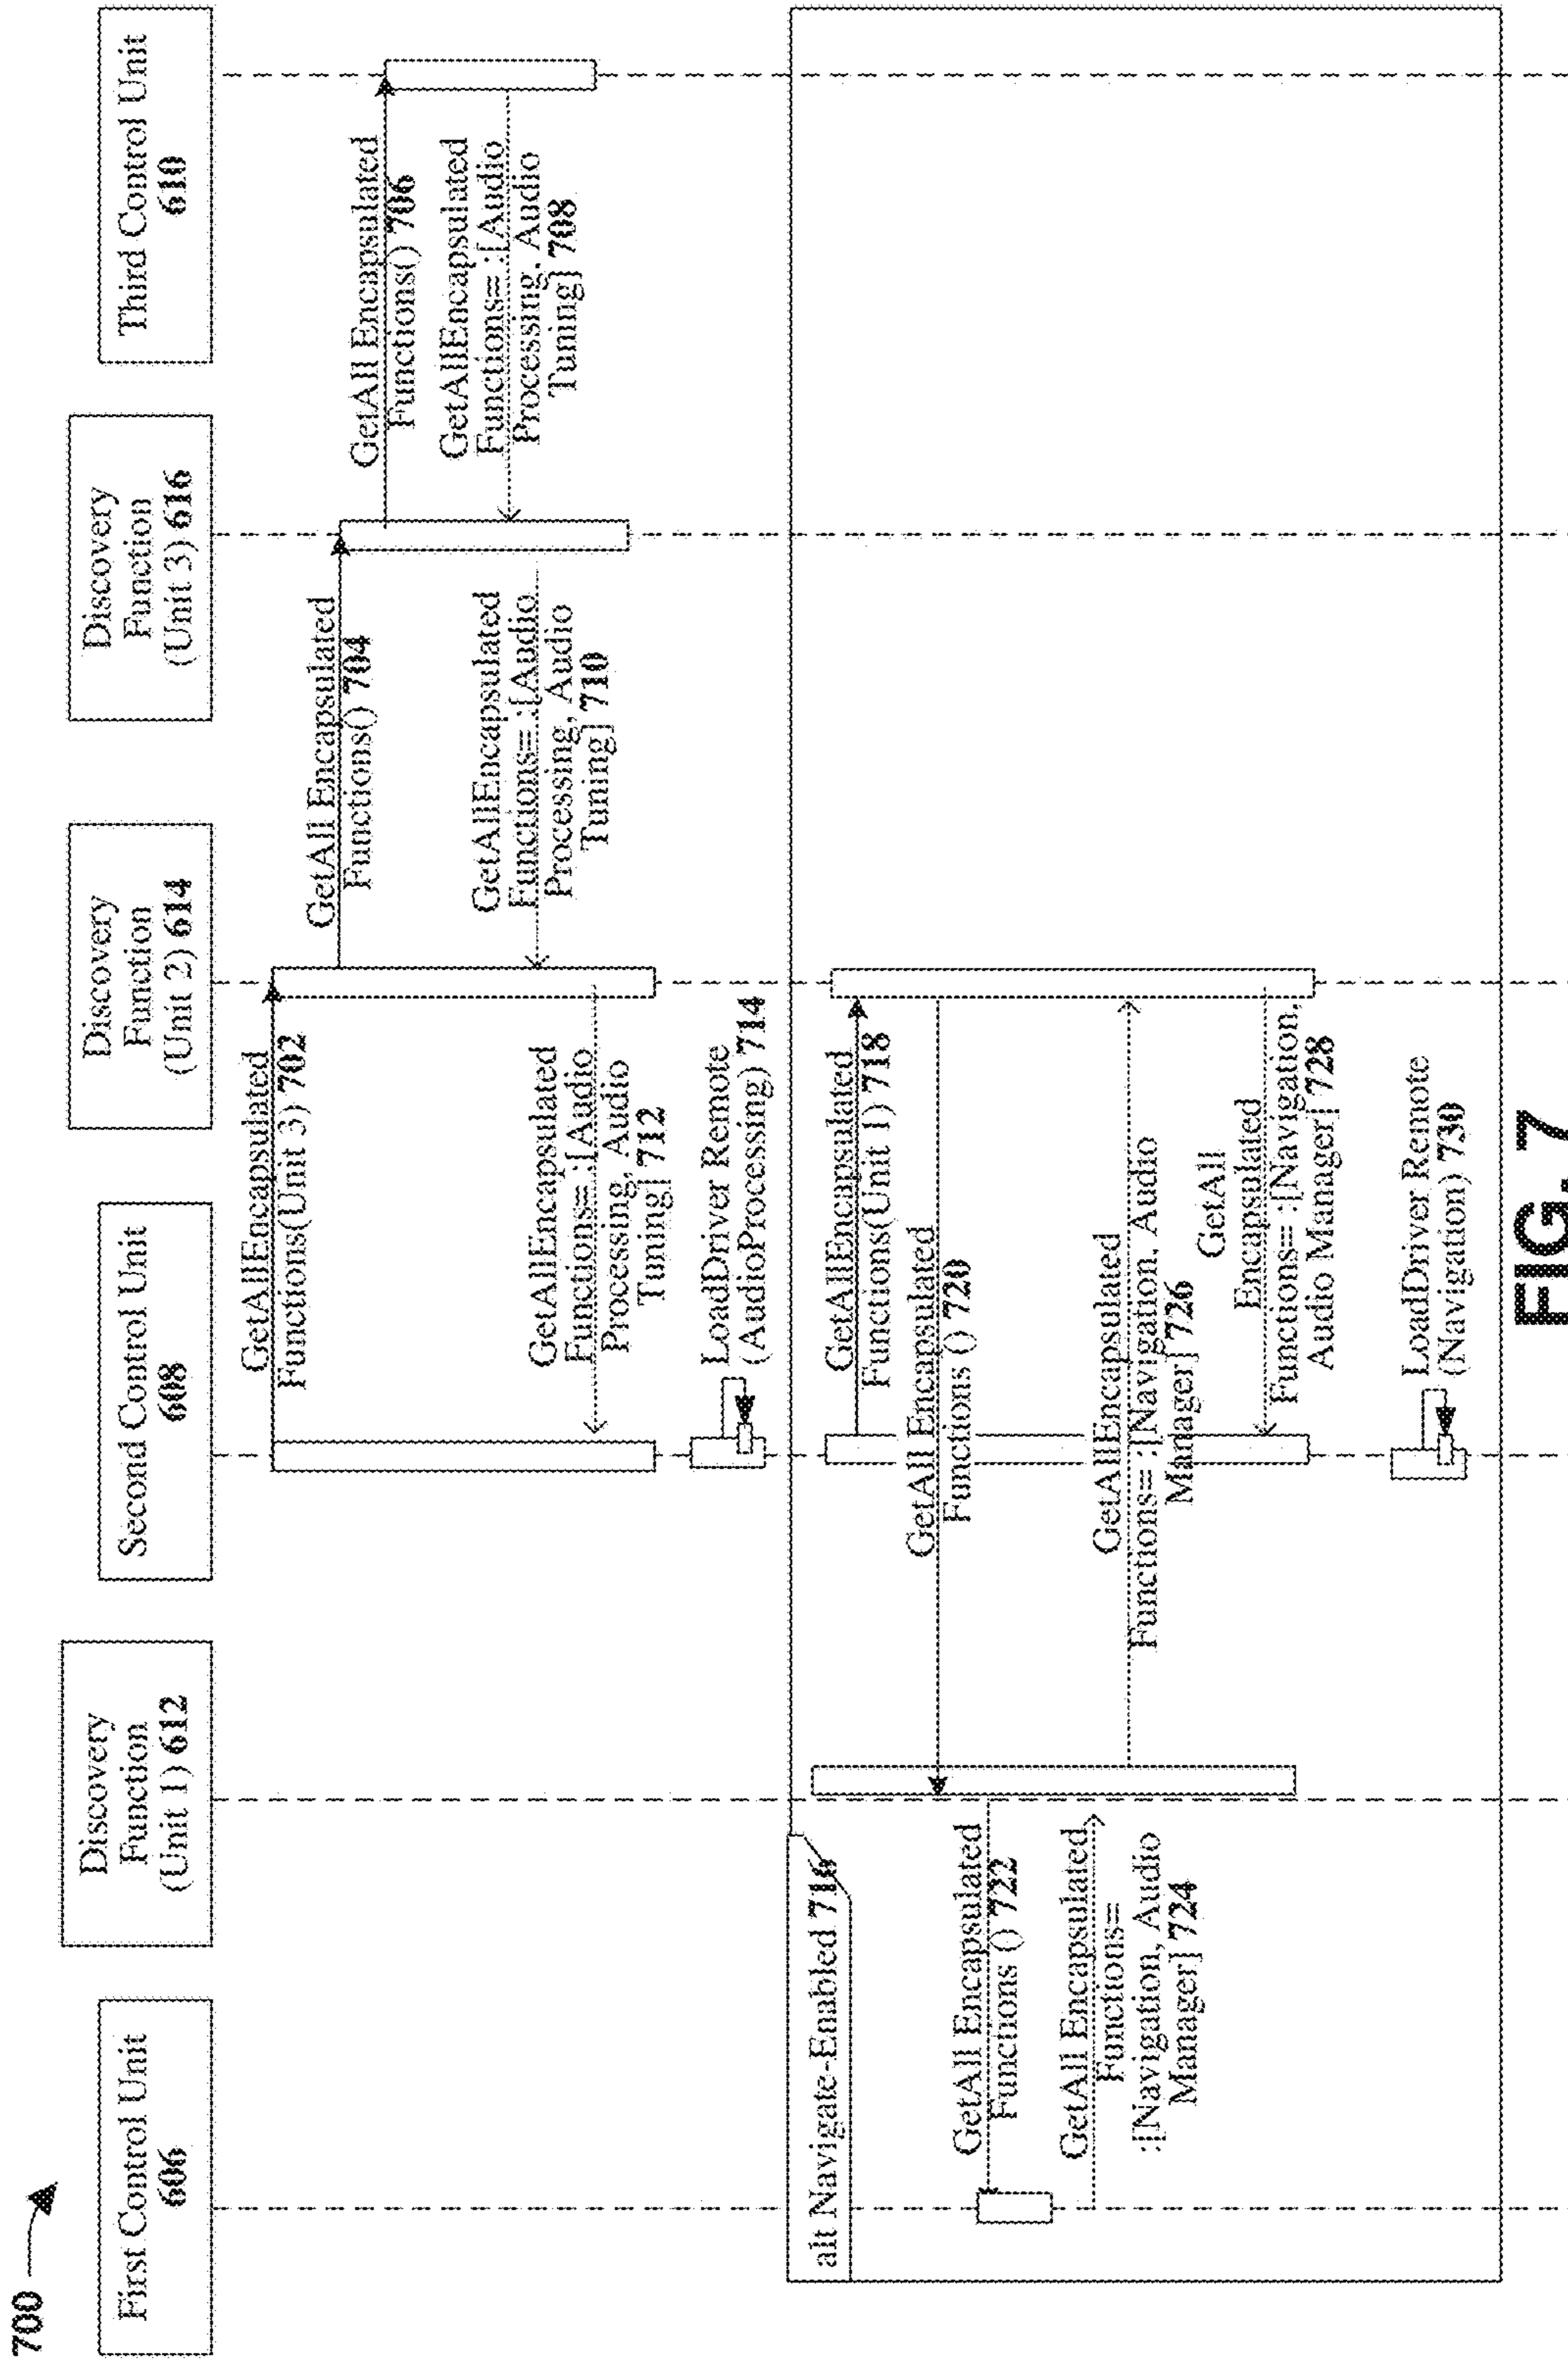 700
First Control Unit
606
Discovery
Function
(Unit 1) 612
Second Control Unit
608
Discovery
Function
(Unit 2) 614
Discovery
Function
(Unit 3) 616
Third Control Unit
610
GetAllEncapsulated
Functions(Unit 3) 702
GetAll Encapsulated
Functions() 704
GetAll Encapsulated
Functions() 706
GetAllEncapsulated
Functions= :[Audio
Processing, Audio
Tuning] 708
GetAllEncapsulated
Functions= :[Audio
Processing, Audio
Tuning] 710
GetAllEncapsulated
Functions= :[Audio
Processing, Audio
Tuning] 712
LoadDriver Remote
(AudioProcessing) 714
alt Navigate-Enabled 716
GetAllEncapsulated
Functions(Unit 1) 718
GetAll Encapsulated
Functions () 720
GetAll Encapsulated
Functions () 722
GetAll Encapsulated
Functions=
:[Navigation, Audio
Manager] 724
GetAllEncapsulated
Functions= :[Navigation, Audio
Manager] 726
GetAll
Encapsulated
Functions= :[Navigation,
Audio Manager] 728
LoadDriver Remote
(Navigation) 730
FIG. 7